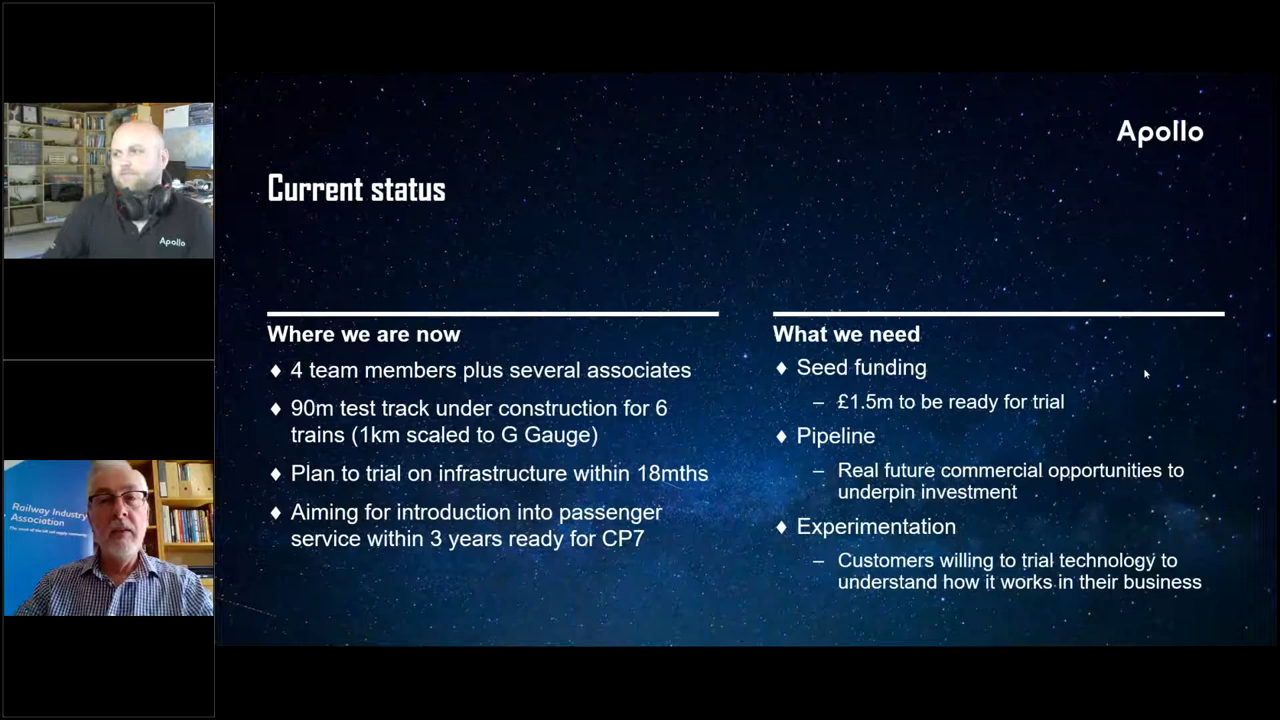 Apollo
Current status
Where we are now
♦ 4 team members plus several associates
♦ 90m test track under construction for 6
trains (1km scaled to G Gauge)
♦ Plan to trial on infrastructure within 18mths
♦ Aiming for introduction into passenger
service within 3 years ready for CP7
What we need
♦ Seed funding
– £1.5m to be ready for trial
♦ Pipeline
– Real future commercial opportunities to
underpin investment
♦ Experimentation
– Customers willing to trial technology to
understand how it works in their business
Apollo
Railway Industry
Association